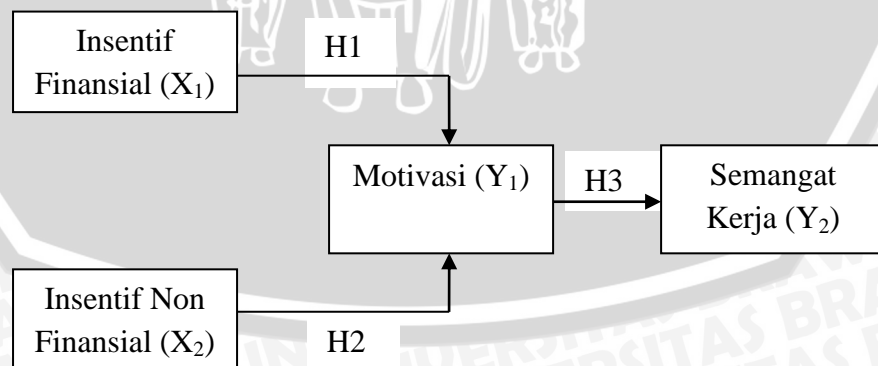 Insentif
Finansial (X₁)
H1
Motivasi (Y₁)
H3
Semangat
Kerja (Y₂)
Insentif Non
Finansial (X₂)
H2